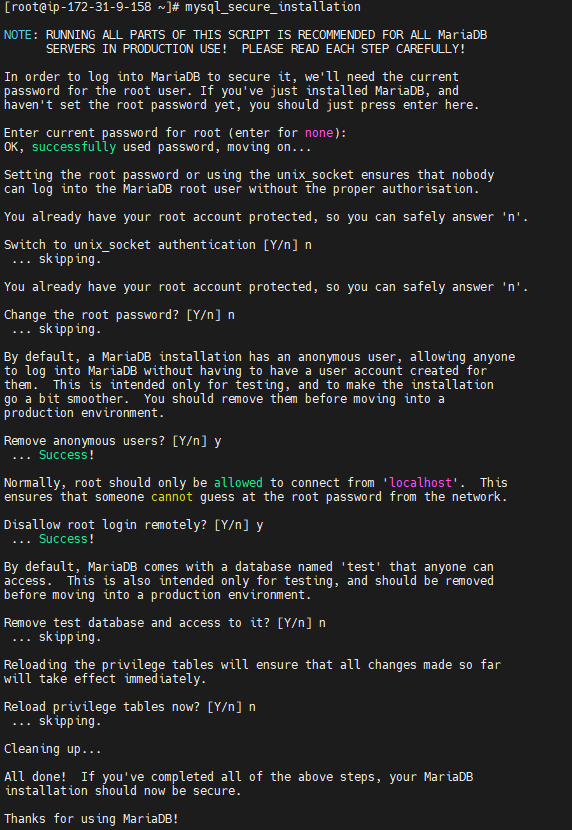 [root@ip-172-31-9-158 ~]# mysql_secure_installation
NOTE: RUNNING ALL PARTS OF THIS SCRIPT IS RECOMMENDED FOR ALL MariaDB
SERVERS IN PRODUCTION USE!  PLEASE READ EACH STEP CAREFULLY!
In order to log into MariaDB to secure it, we'll need the current
password for the root user. If you've just installed MariaDB, and
haven't set the root password yet, you should just press enter here.
Enter current password for root (enter for none):
OK, successfully used password, moving on...
Setting the root password or using the unix_socket ensures that nobody
can log into the MariaDB root user without the proper authorisation.
You already have your root account protected, so you can safely answer 'n'.
Switch to unix_socket authentication [Y/n] n
... skipping.
You already have your root account protected, so you can safely answer 'n'.
Change the root password? [Y/n] n
... skipping.
By default, a MariaDB installation has an anonymous user, allowing anyone
to log into MariaDB without having to have a user account created for
them.  This is intended only for testing, and to make the installation
go a bit smoother.  You should remove them before moving into a
production environment.
Remove anonymous users? [Y/n] y
... Success!
Normally, root should only be allowed to connect from 'localhost'.  This
ensures that someone cannot guess at the root password from the network.
Disallow root login remotely? [Y/n] y
... Success!
By default, MariaDB comes with a database named 'test' that anyone can
access.  This is also intended only for testing, and should be removed
before moving into a production environment.
Remove test database and access to it? [Y/n] n
... skipping.
Reloading the privilege tables will ensure that all changes made so far
will take effect immediately.
Reload privilege tables now? [Y/n] n
... skipping.
Cleaning up...
All done!  If you've completed all of the above steps, your MariaDB
installation should now be secure.
Thanks for using MariaDB!